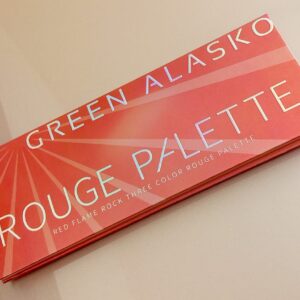 GREEN ALASKO
ROUGE PALETTE
RED FLAME ROCK THREE COLOR ROUGE PALETTE